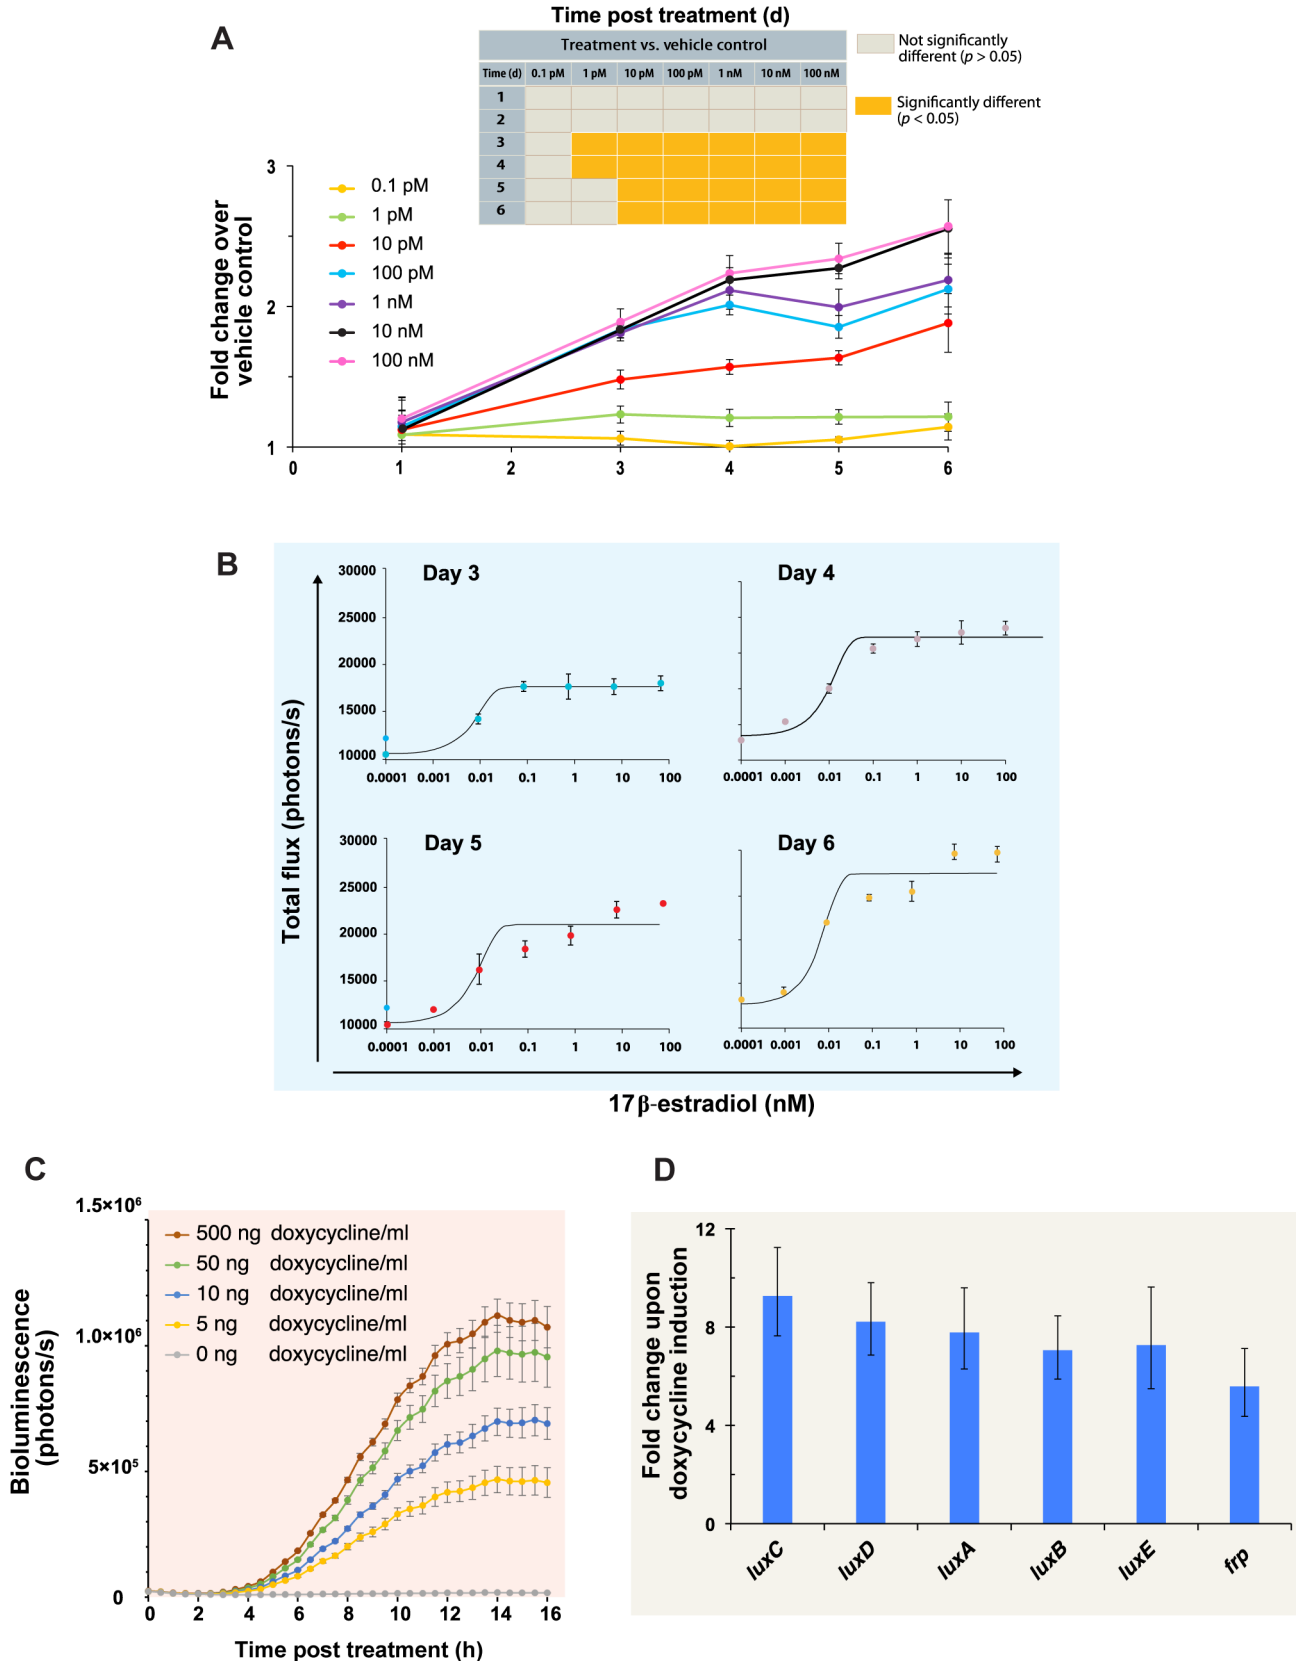 A
Time post treatment (d)
Treatment vs. vehicle control
Time (d) 0.1 pM 1 pM 10 pM 100 pM 1 nM 10 nM 100 nM
1
2
3
4
5
6
Not significantly
different (p > 0.05)
Significantly different
(p < 0.05)
Fold change over
vehicle control
3
2
1
0.1 pM
1 pM
10 pM
100 pM
1 nM
10 nM
100 nM
0 1 2 3 4 5 6
B
Total flux (photons/s)
Day 3
30000
25000
20000
15000
10000
0.0001 0.001 0.01 0.1 1 10 100
Day 4
0.0001 0.001 0.01 0.1 1 10 100
Day 5
30000
25000
20000
15000
10000
0.0001 0.001 0.01 0.1 1 10 100
Day 6
0.0001 0.001 0.01 0.1 1 10 100
17β-estradiol (nM)
C
Bioluminescence
(photons/s)
1.5×10⁶
1.0×10⁶
5×10⁵
0
500 ng doxycycline/ml
50 ng doxycycline/ml
10 ng doxycycline/ml
5 ng doxycycline/ml
0 ng doxycycline/ml
0 2 4 6 8 10 12 14 16
Time post treatment (h)
D
Fold change upon
doxycycline induction
12
8
4
0
luxC luxD luxA luxB luxE frp